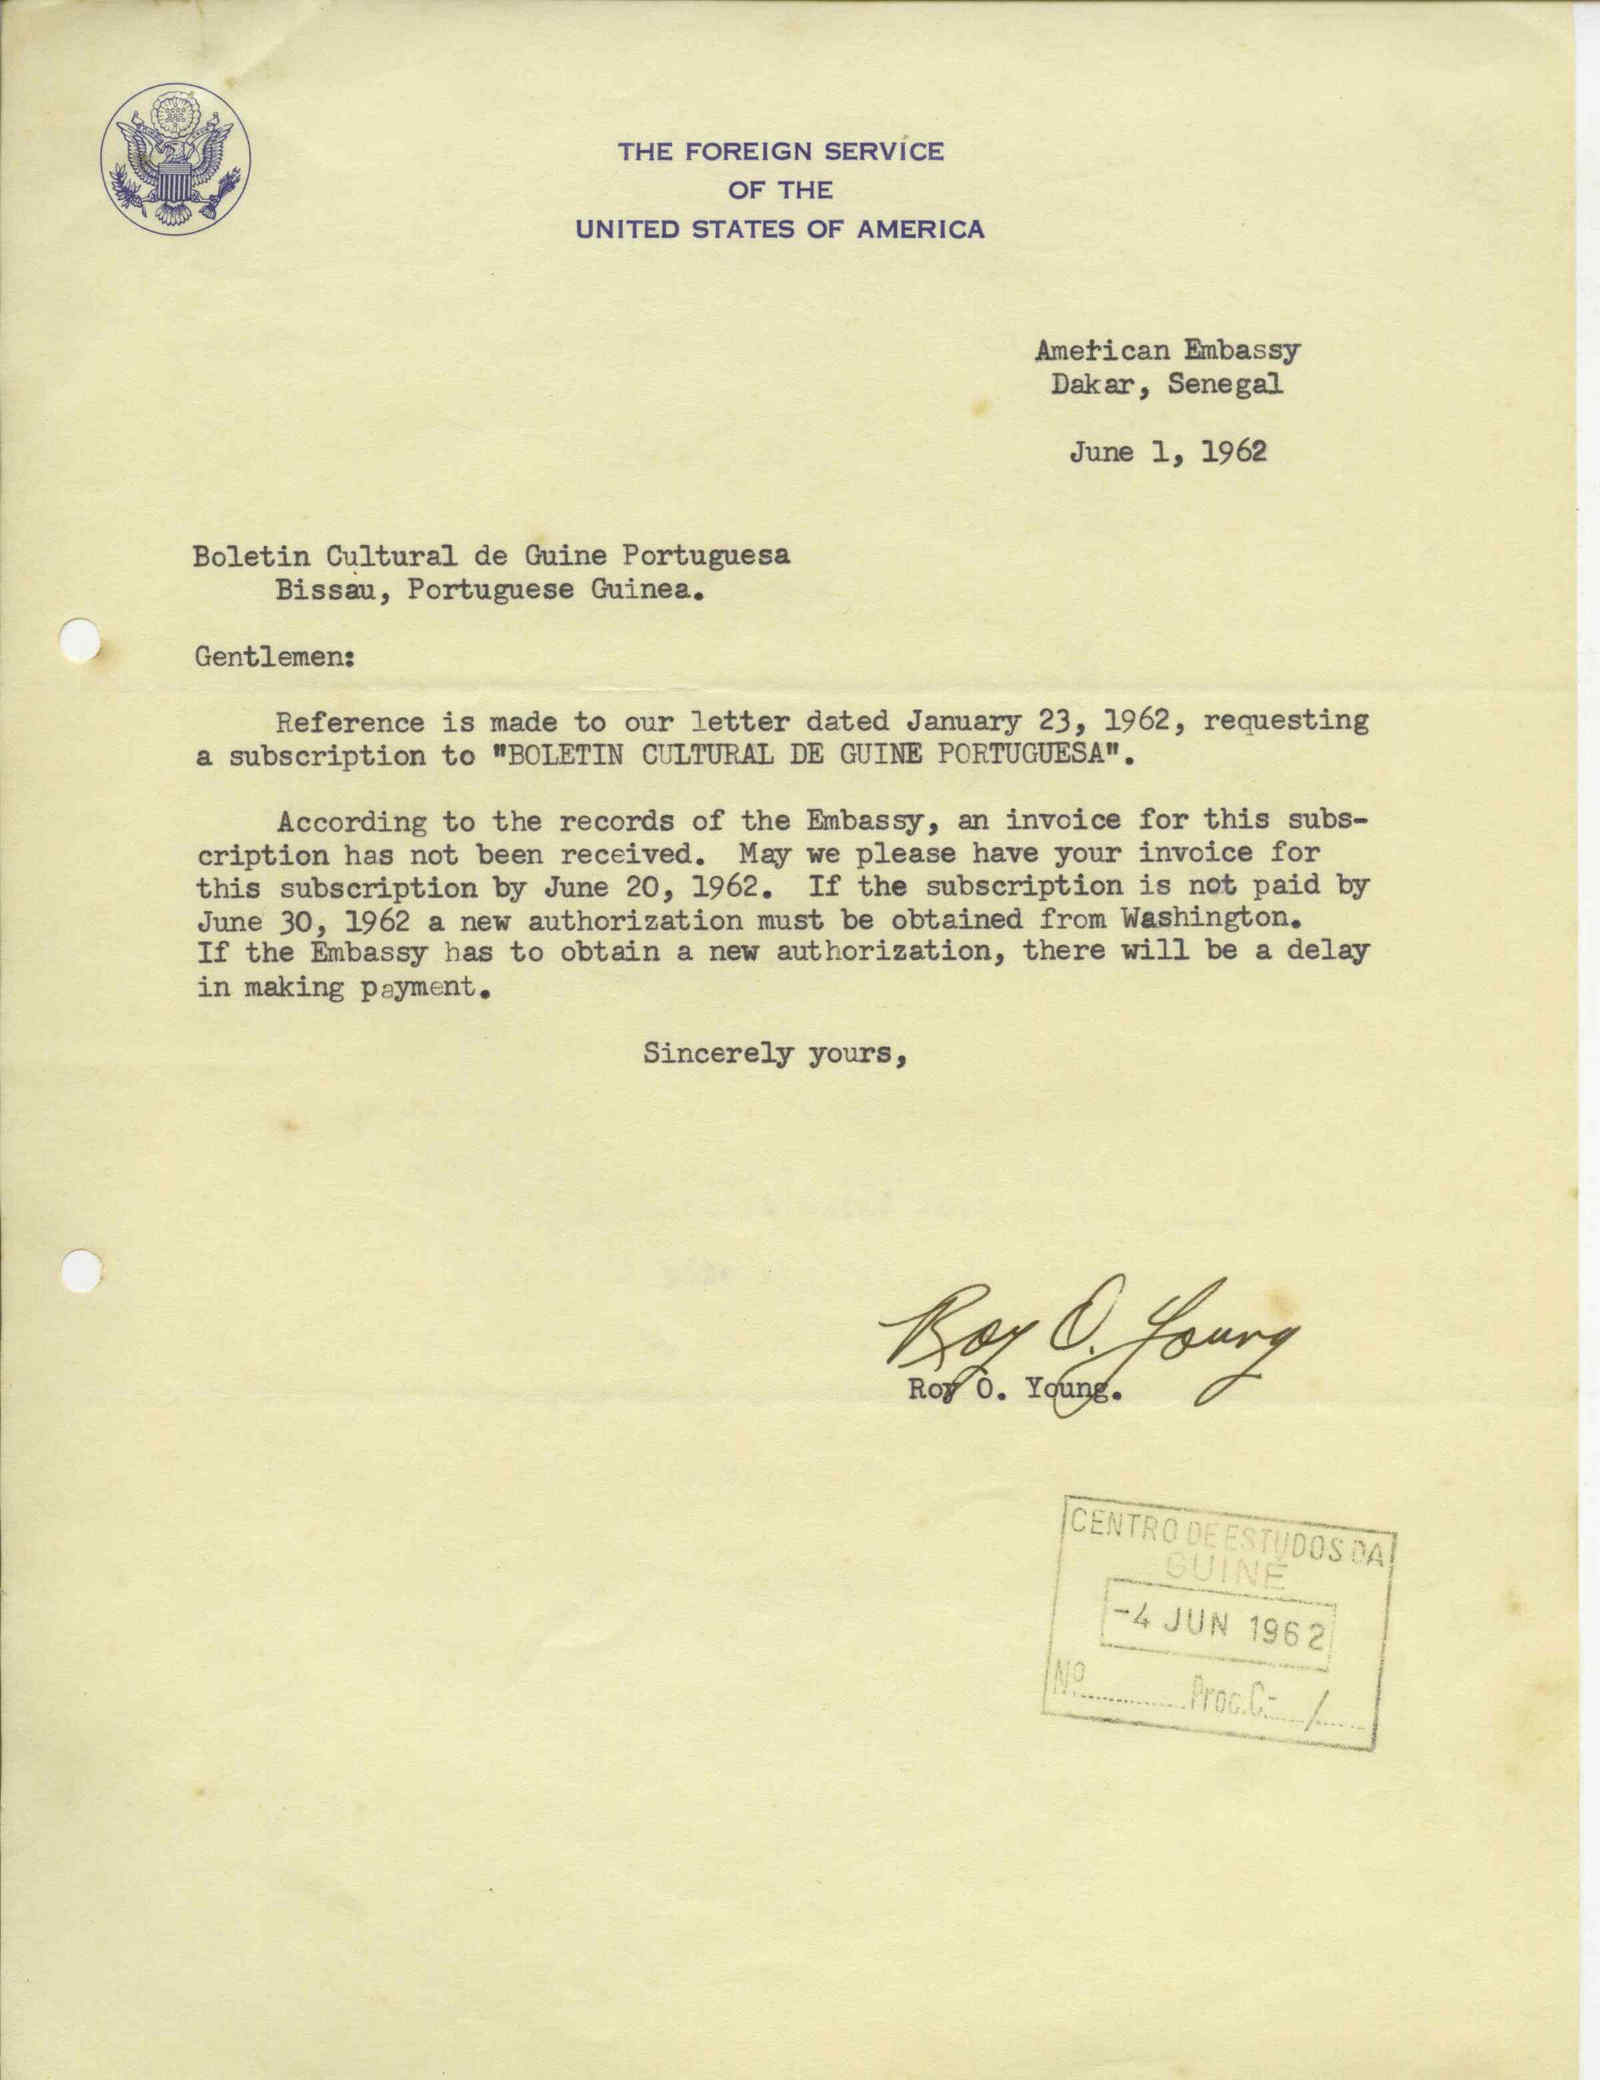 THE FOREIGN SERVICE
OF THE
UNITED STATES OF AMERICA
American Embassy
Dakar, Senegal
June 1, 1962
Boletin Cultural de Guine Portuguesa
Bissau, Portuguese Guinea.
Gentlemen:
Reference is made to our letter dated January 23, 1962, requesting
a subscription to "BOLETIN CULTURAL DE GUINE PORTUGUESA".
According to the records of the Embassy, an invoice for this subs-
cription has not been received. May we please have your invoice for
this subscription by June 20, 1962. If the subscription is not paid by
June 30, 1962 a new authorization must be obtained from Washington.
If the Embassy has to obtain a new authorization, there will be a delay
in making payment.
Sincerely yours,
Roy O. Young
Roy O. Young.
CENTRO DE ESTUDOS DA
GUINÉ
-4 JUN 1962
Nº............Proc.C-....../......